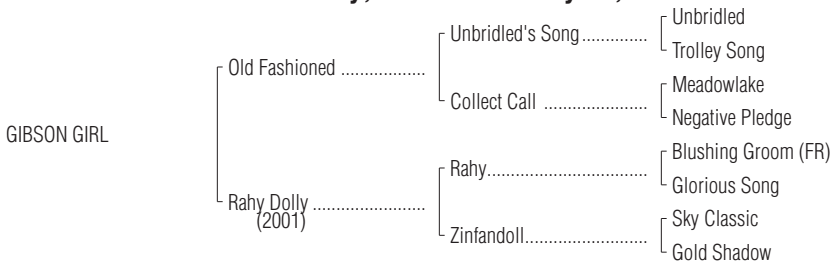 Unbridled
Unbridled's Song .............
Trolley Song
Old Fashioned ..................
Meadowlake
Collect Call ......................
Negative Pledge
GIBSON GIRL
Blushing Groom (FR)
Rahy..................................
Glorious Song
Rahy Dolly ........................
(2001)
Sky Classic
Zinfandoll..........................
Gold Shadow